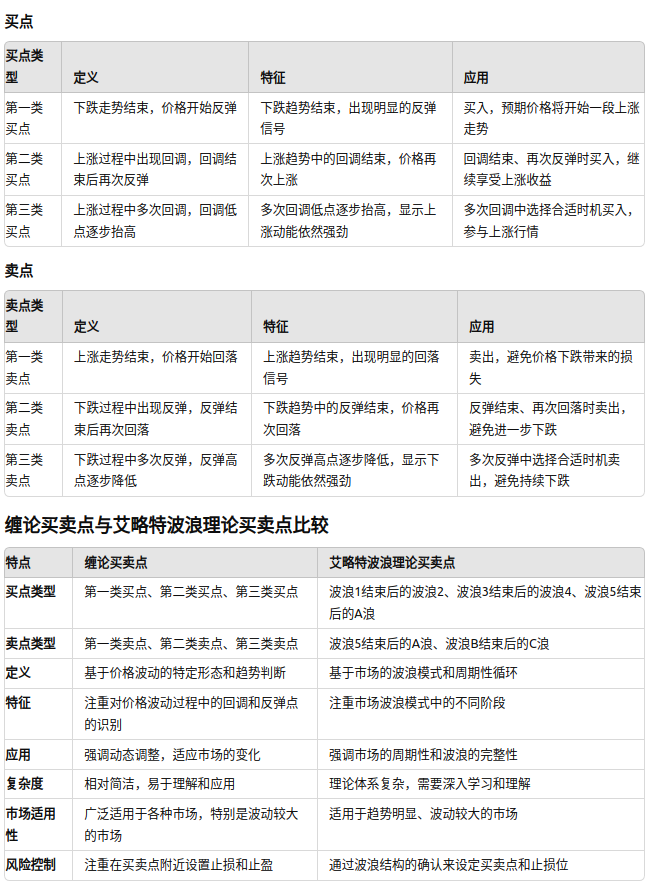 买点
买点类
型
定义
特征
应用
第一类
买点
下跌走势结束，价格开始反弹
下跌趋势结束，出现明显的反弹
信号
买入，预期价格将开始一段上涨
走势
第二类
买点
上涨过程中出现回调，回调结
束后再次反弹
上涨趋势中的回调结束，价格再
次上涨
回调结束、再次反弹时买入，继
续享受上涨收益
第三类
买点
上涨过程中多次回调，回调低
点逐步抬高
多次回调低点逐步抬高，显示上
涨动能依然强劲
多次回调中选择合适时机买入，
参与上涨行情
卖点
卖点类
型
定义
特征
应用
第一类
卖点
上涨走势结束，价格开始回落
上涨趋势结束，出现明显的回落
信号
卖出，避免价格下跌带来的损
失
第二类
卖点
下跌过程中出现反弹，反弹结
束后再次回落
下跌趋势中的反弹结束，价格再
次回落
反弹结束、再次回落时卖出，
避免进一步下跌
第三类
卖点
下跌过程中多次反弹，反弹高
点逐步降低
多次反弹高点逐步降低，显示下
跌动能依然强劲
多次反弹中选择合适时机卖
出，避免持续下跌
缠论买卖点与艾略特波浪理论买卖点比较
特点
缠论买卖点
艾略特波浪理论买卖点
买点类型
第一类买点、第二类买点、第三类买点
波浪1结束后的波浪2、波浪3结束后的波浪4、波浪5结束
后的A浪
卖点类型
第一类卖点、第二类卖点、第三类卖点
波浪5结束后的A浪、波浪B结束后的C浪
定义
基于价格波动的特定形态和趋势判断
基于市场的波浪模式和周期性循环
特征
注重对价格波动过程中的回调和反弹点
的识别
注重市场波浪模式中的不同阶段
应用
强调动态调整，适应市场的变化
强调市场的周期性和波浪的完整性
复杂度
相对简洁，易于理解和应用
理论体系复杂，需要深入学习和理解
市场适用
性
广泛适用于各种市场，特别是波动较大
的市场
适用于趋势明显、波动较大的市场
风险控制
注重在买卖点附近设置止损和止盈
通过波浪结构的确认来设定买卖点和止损位